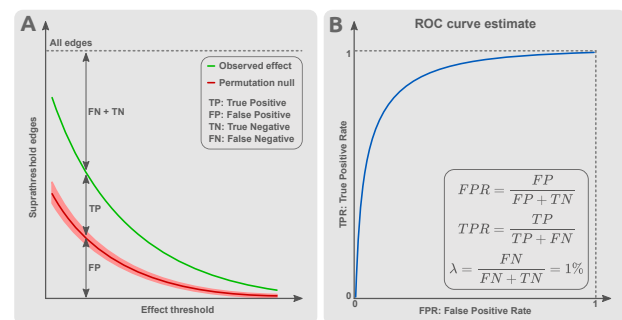 A
All edges
Observed effect
Permutation null
TP: True Positive
FP: False Positive
TN: True Negative
FN: False Negative
FN + TN
TP
FP
Suprathreshold edges
Effect threshold
B
ROC curve estimate
1
TPR: True Positive Rate
FPR = FP / FP + TN
TPR = TP / TP + FN
λ = FN / FN + TN = 1%
0
0
1
FPR: False Positive Rate